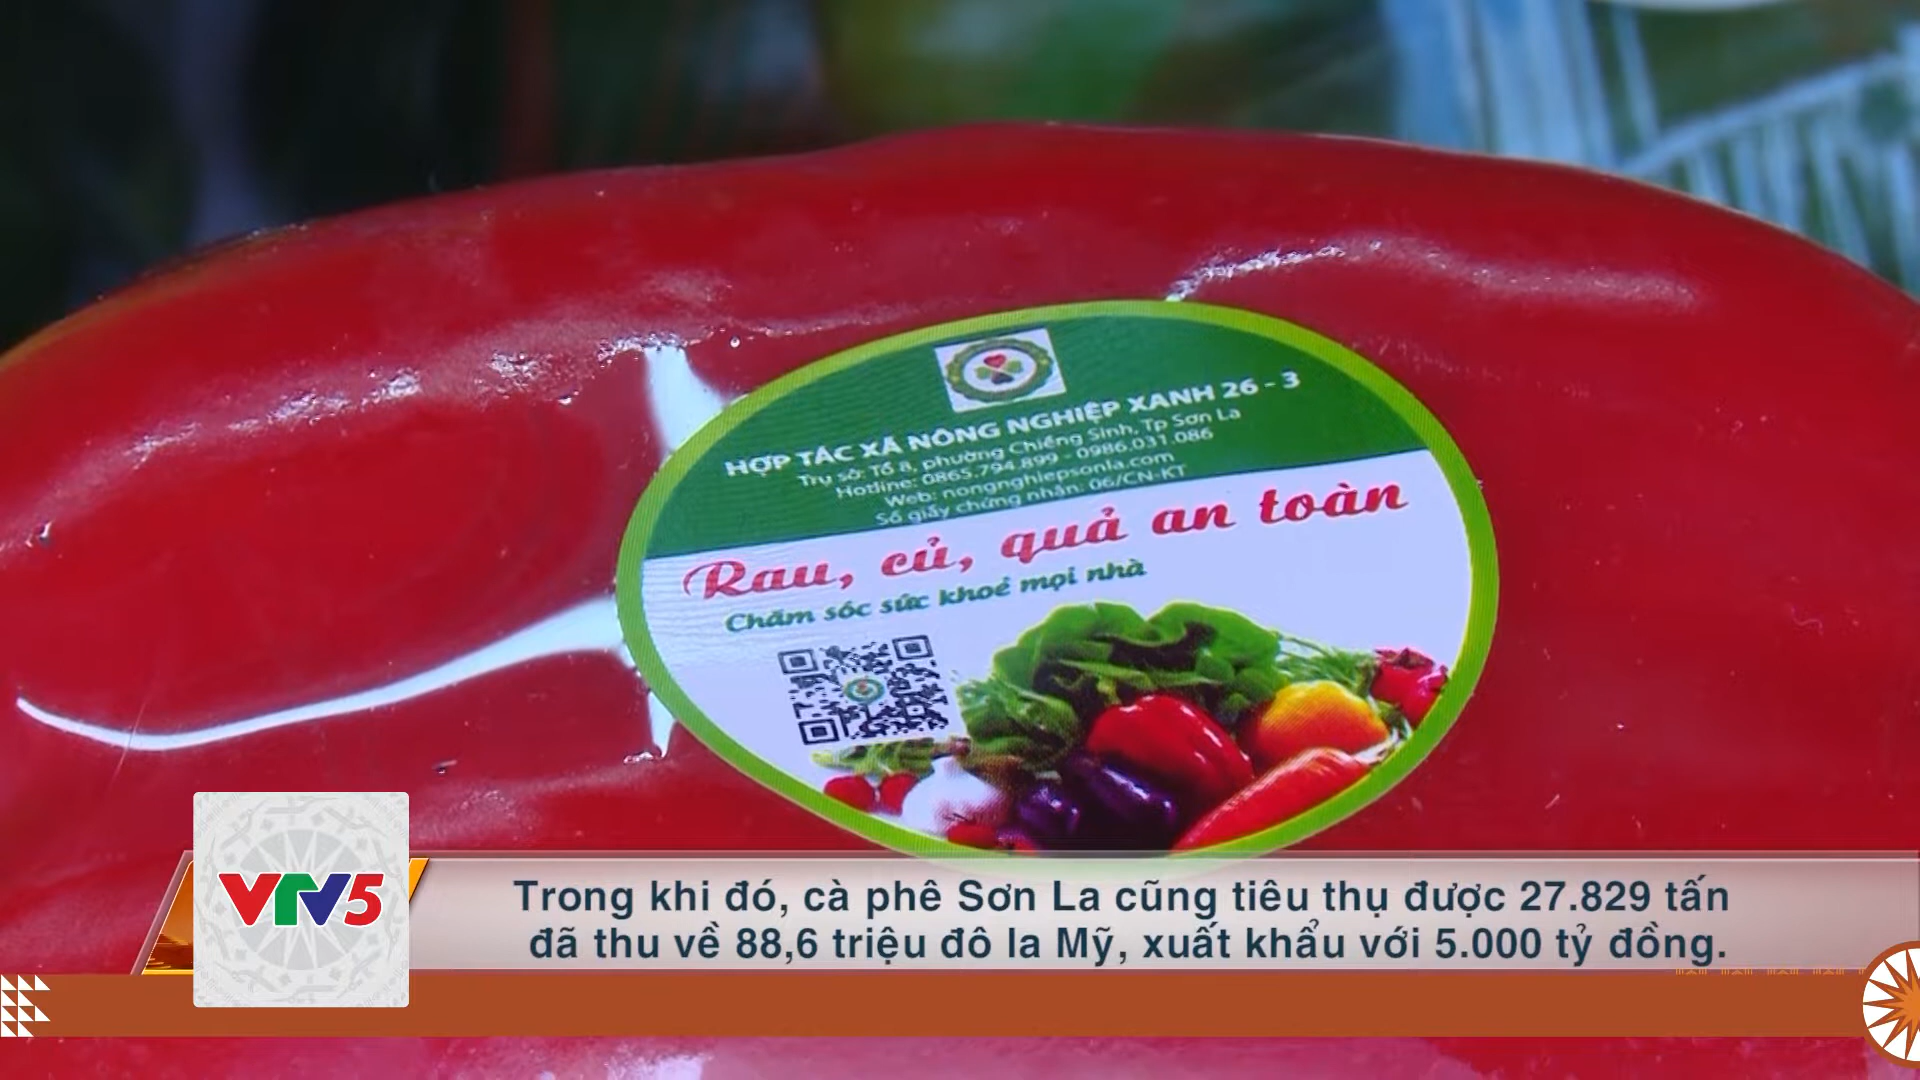 HỢP TÁC XÃ NÔNG NGHIỆP XANH 26 - 3
Trụ sở: Tổ 8, phường Chiềng Sinh, Tp Sơn La
Hotline: 0865.794.899 - 0986.031.086
Web: nongnghiepsonla.com
Số giấy chứng nhận: 06/CN-KT
Rau, củ, quả an toàn
Chăm sóc sức khoẻ mọi nhà
VTV5
Trong khi đó, cà phê Sơn La cũng tiêu thụ được 27.829 tấn
đã thu về 88,6 triệu đô la Mỹ, xuất khẩu với 5.000 tỷ đồng.